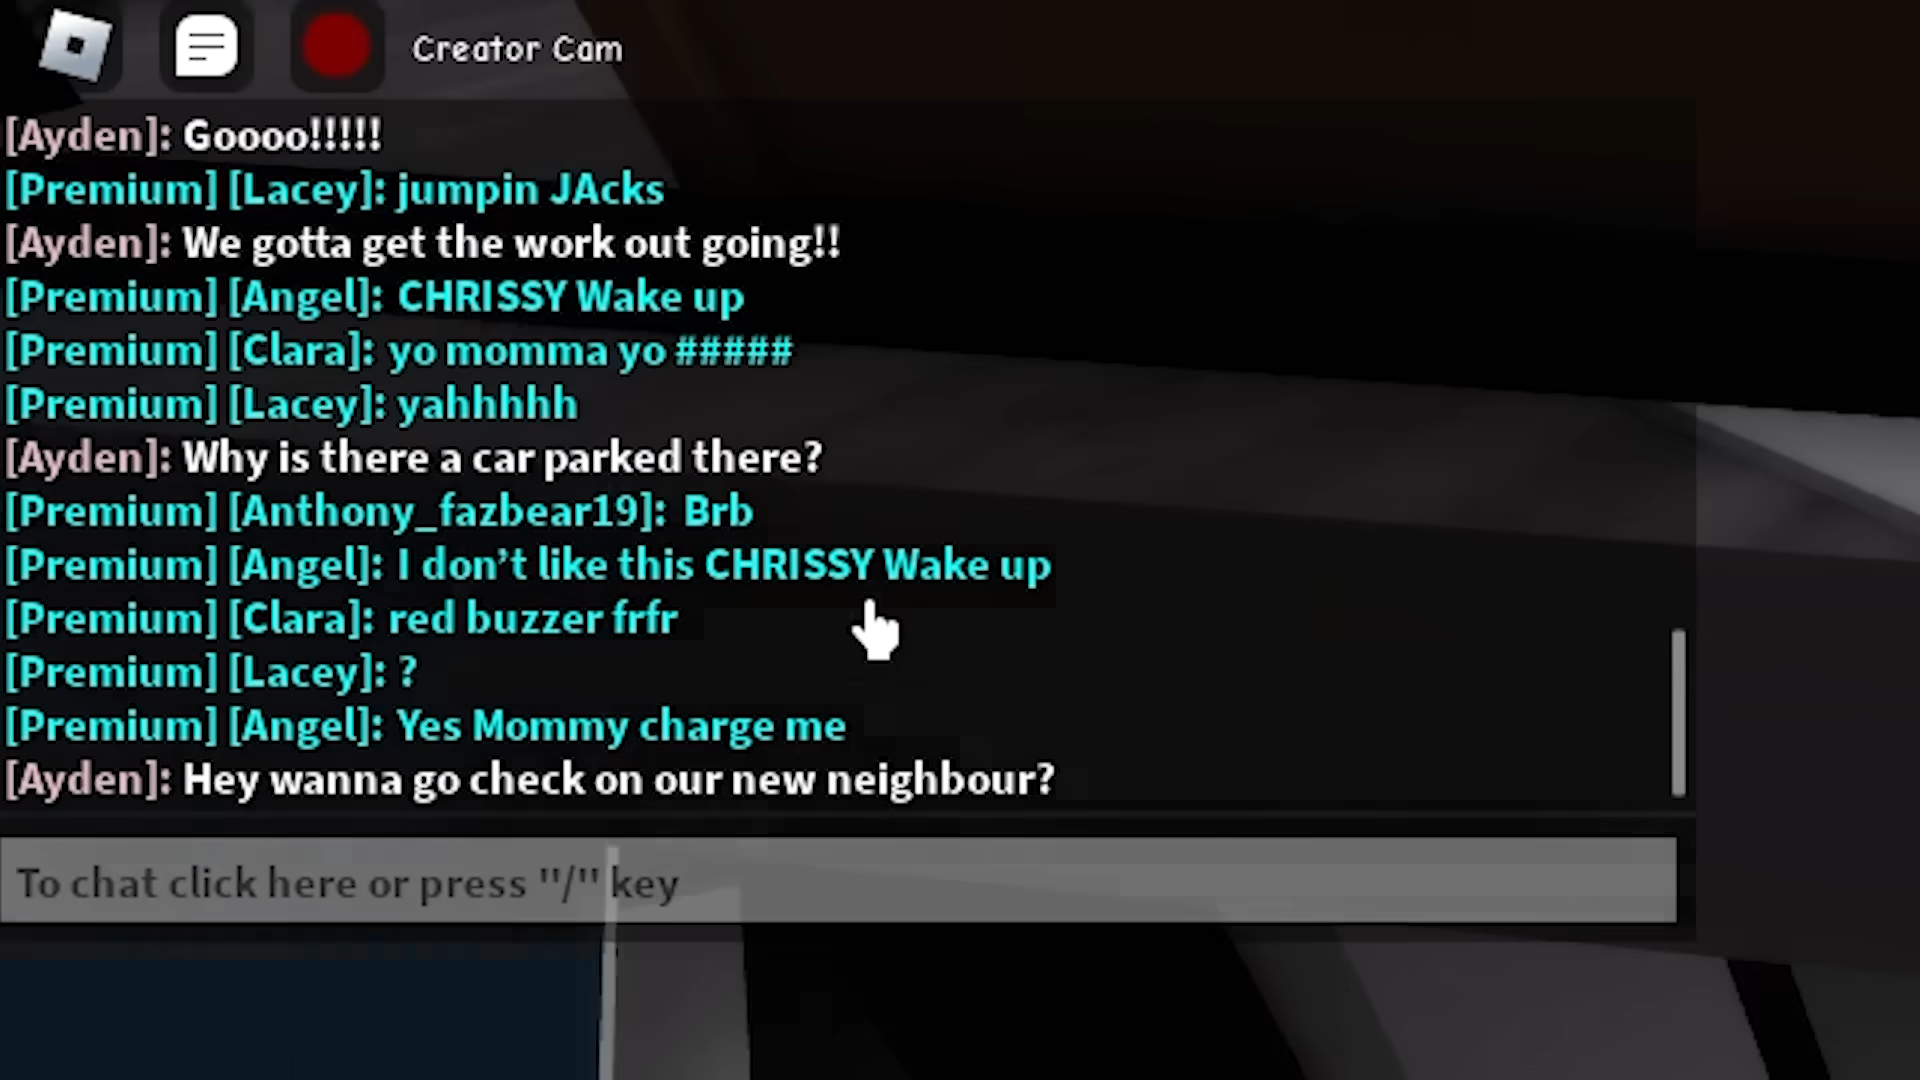 Creator Cam
[Ayden]: Goooo!!!!!
[Premium] [Lacey]: jumpin JAcks
[Ayden]: We gotta get the work out going!!
[Premium] [Angel]: CHRISSY Wake up
[Premium] [Clara]: yo momma yo #####
[Premium] [Lacey]: yahhhhh
[Ayden]: Why is there a car parked there?
[Premium] [Anthony_fazbear19]: Brb
[Premium] [Angel]: I don’t like this CHRISSY Wake up
[Premium] [Clara]: red buzzer frfr
[Premium] [Lacey]: ?
[Premium] [Angel]: Yes Mommy charge me
[Ayden]: Hey wanna go check on our new neighbour?
To chat click here or press "/" key